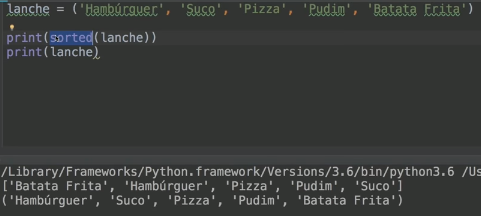 lanche = ('Hambúrguer', 'Suco', 'Pizza', 'Pudim', 'Batata Frita')
print(sorted(lanche))
print(lanche)
/Library/Frameworks/Python.framework/Versions/3.6/bin/python3.6 /Us
['Batata Frita', 'Hambúrguer', 'Pizza', 'Pudim', 'Suco']
('Hambúrguer', 'Suco', 'Pizza', 'Pudim', 'Batata Frita')